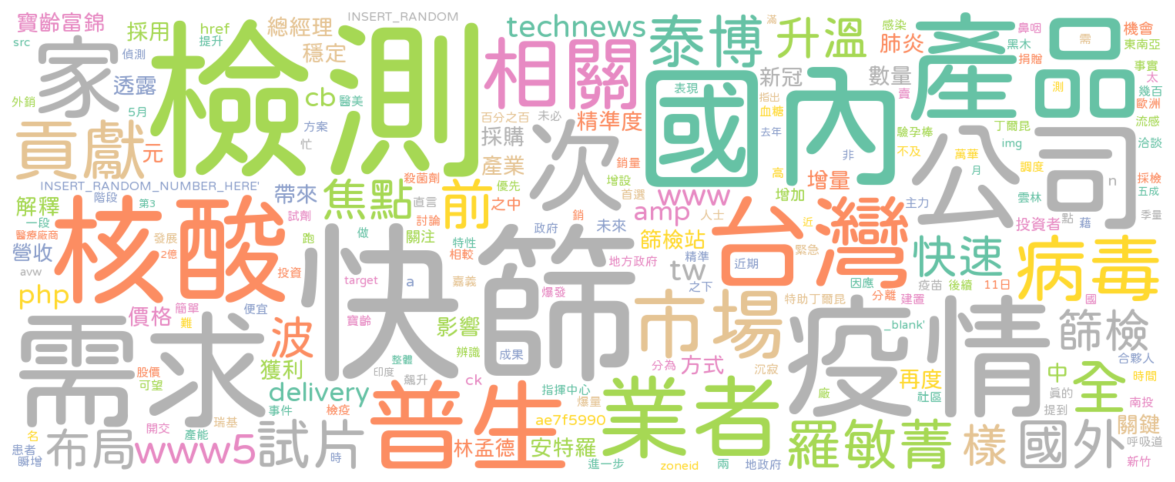 寶齡富錦 採用 href 總經理 INSERT_RANDOM technews 泰博 升溫 感染 滿 黑木 鼻咽 需 機會
src 提升 穩定 相關 肺炎 捐贈 東南亞
家 偵測 檢測 新冠 表現 數量 賣 產品 測 事實 太
外銷 透露 cb 醫美 國內 指出 幾百 歐洲
5月 方案 百分之百 未必 精準度 血糖 驗孕棒 丁爾昆 流感
貢獻 元 忙 採購 銷量 去年 非 不及 萬華 img 洽談
殺菌劑 優先 產業 增設 次 高 增量 公司 月 調度 採檢
INSERT_RANDOM_NUMBER_HERE' 階段 帶來 焦點 直言 前 之中 www 首選 增加 主力 雲林 n 五成
解釋 一段 第3 試劑 討論 銷 amp 人士 近 台灣 投資者 點 藉 季量
醫療廠商 核酸 跑 做 關注 特性 政府 未來 篩檢站 緊急
營收 發展 2億 相較 地方政府 精準 近期 因應 快速 後續 病毒
avw 投資 target a 嘉義 tw 之下 疫苗 11日
php 簡單 便宜 快篩 爆發 特助丁爾昆 分離 建置 國
價格 難 寶齡 影響 市場 疫情 _blank' 篩檢
需求 波 整體 辨識 成果 分為 方式 沉寂 合夥人
股價 獲利 印度 飆升 ck 指揮中心 再度 中 真的 時間
可望 delivery 普生 爆量 業者 廠 社區 全 南投
瑞基 事件 檢疫 ae7f5990 提到 關鍵
名 開交 產能 林孟德 安特羅 羅敏菁 樣 國外 呼吸道
患者 布局 www5 試片 進一步 兩
瞬增 時 zoneid 地政府 新竹